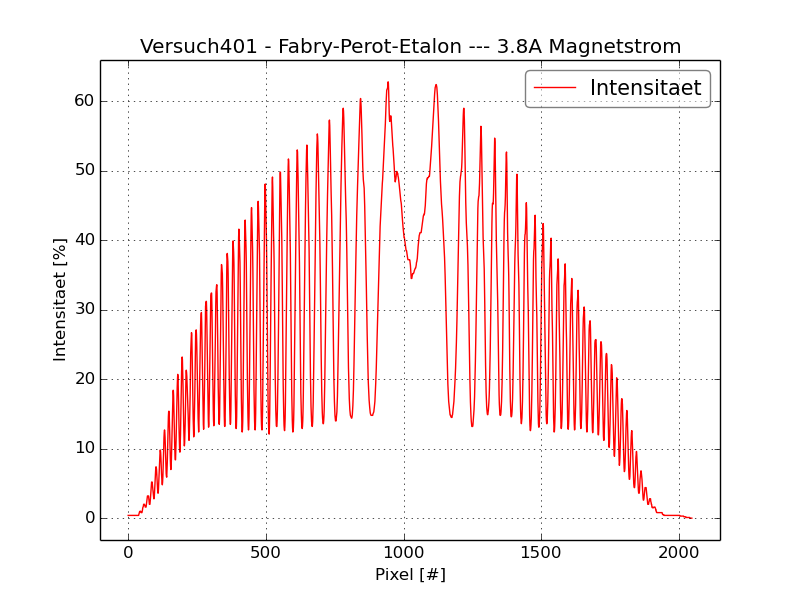 Versuch401 - Fabry-Perot-Etalon --- 3.8A Magnetstrom
Intensitaet
Intensitaet [%]
60
50
40
30
20
10
0
0 500 1000 1500 2000
Pixel [#]